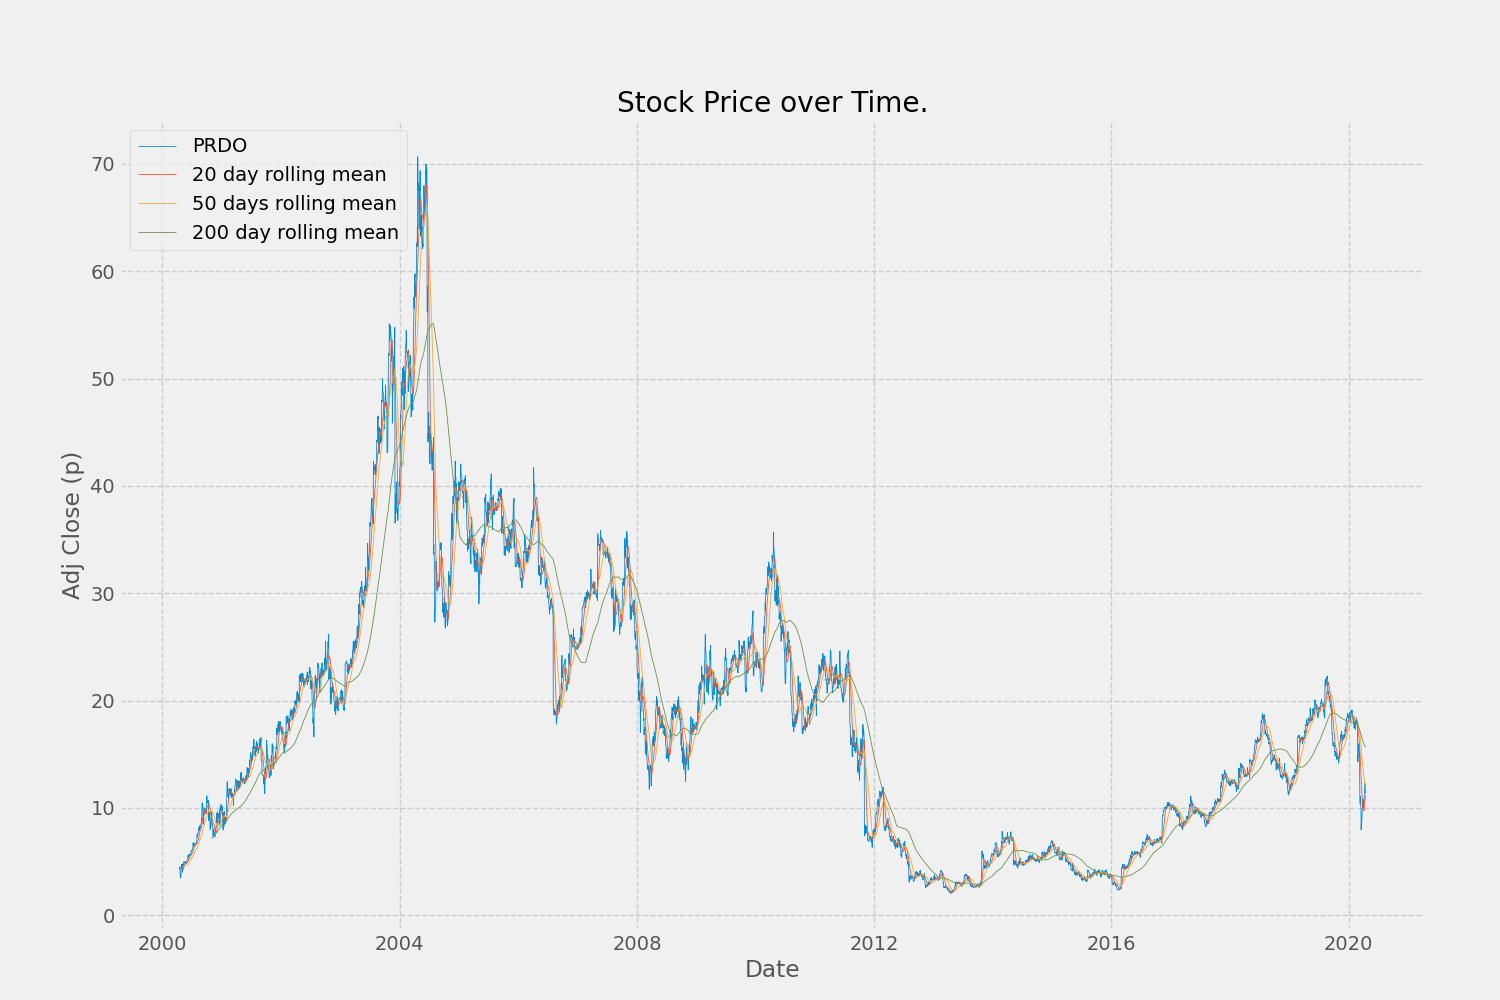 Stock Price over Time.
PRDO
20 day rolling mean
50 days rolling mean
200 day rolling mean
70
60
50
40
30
20
10
0
Adj Close (p)
2000 2004 2008 2012 2016 2020
Date